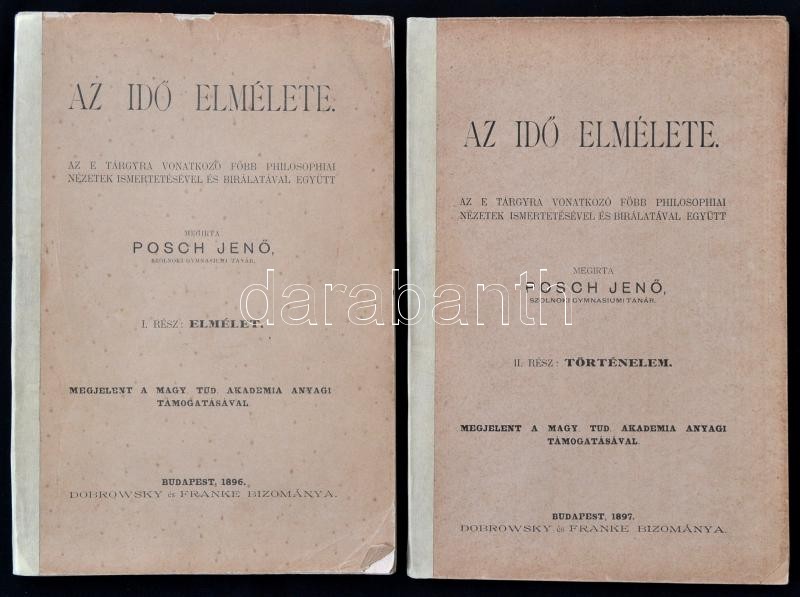 AZ IDŐ ELMÉLETE.
AZ E TÁRGYRA VONATKOZÓ FŐBB PHILOSOPHIAI
NÉZETEK ISMERTETÉSÉVEL ÉS BIRÁLATÁVAL EGYÜTT
MEGIRTA
POSCH JENŐ,
SZOLNOKI GYMNASIUMI TANÁR.
I. RÉSZ: ELMÉLET.
MEGJELENT A MAGY. TUD. AKADEMIA ANYAGI
TÁMOGATÁSÁVAL.
BUDAPEST, 1896.
DOBROWSKY és FRANKE BIZOMÁNYA.
AZ IDŐ ELMÉLETE.
AZ E TÁRGYRA VONATKOZÓ FŐBB PHILOSOPHIAI
NÉZETEK ISMERTETÉSÉVEL ÉS BIRÁLATÁVAL EGYÜTT
MEGIRTA
POSCH JENŐ,
SZOLNOKI GYMNASIUMI TANÁR.
II. RÉSZ: TÖRTÉNELEM.
MEGJELENT A MAGY. TUD. AKADEMIA ANYAGI
TÁMOGATÁSÁVAL.
BUDAPEST, 1897.
DOBROWSKY és FRANKE BIZOMÁNYA.
darabanth